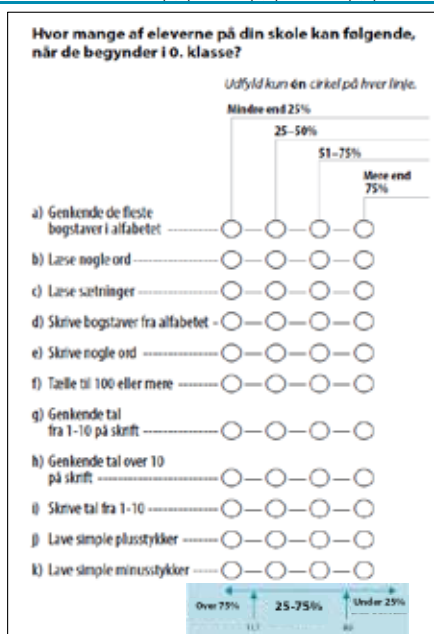 Hvor mange af eleverne på din skole kan følgende,
når de begynder i 0. klasse?
Udfyld kun én cirkel på hver linje.
Mindre end 25%
25–50%
51–75%
Mere end
75%
a) Genkende de fleste
bogstaver i alfabetet
b) Læse nogle ord
c) Læse sætninger
d) Skrive bogstaver fra alfabetet
e) Skrive nogle ord
f) Tælle til 100 eller mere
g) Genkende tal
fra 1-10 på skrift
h) Genkende tal over 10
på skrift
i) Skrive tal fra 1-10
j) Lave simple plusstykker
k) Lave simple minusstykker
Over 75% 25-75% Under 25%